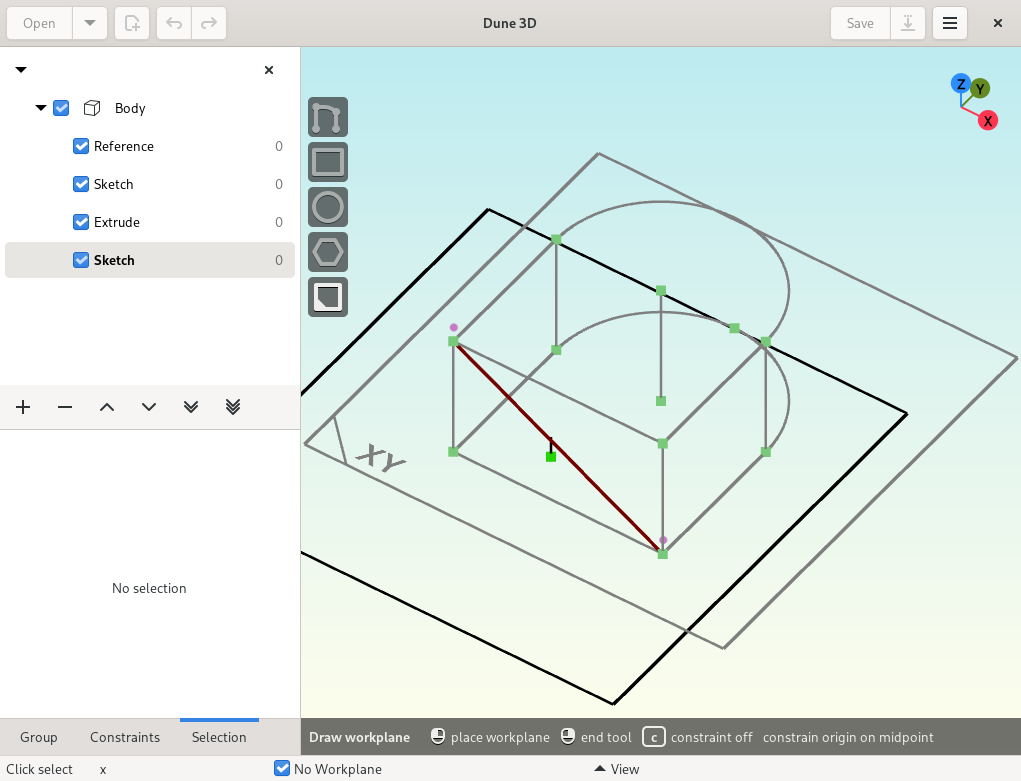 Open
Dune 3D
Save
Z
Y
X
Body
Reference 0
Sketch 0
Extrude 0
Sketch 0
XY
No selection
Group Constraints Selection
Draw workplane place workplane end tool c constraint off constrain origin on midpoint
Click select x No Workplane View